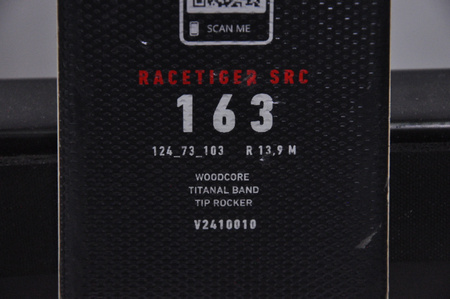 SCAN ME
RACETIGER SRC
163
124_73_103 R 13,9 M
WOODCORE
TITANAL BAND
TIP ROCKER
V2410010